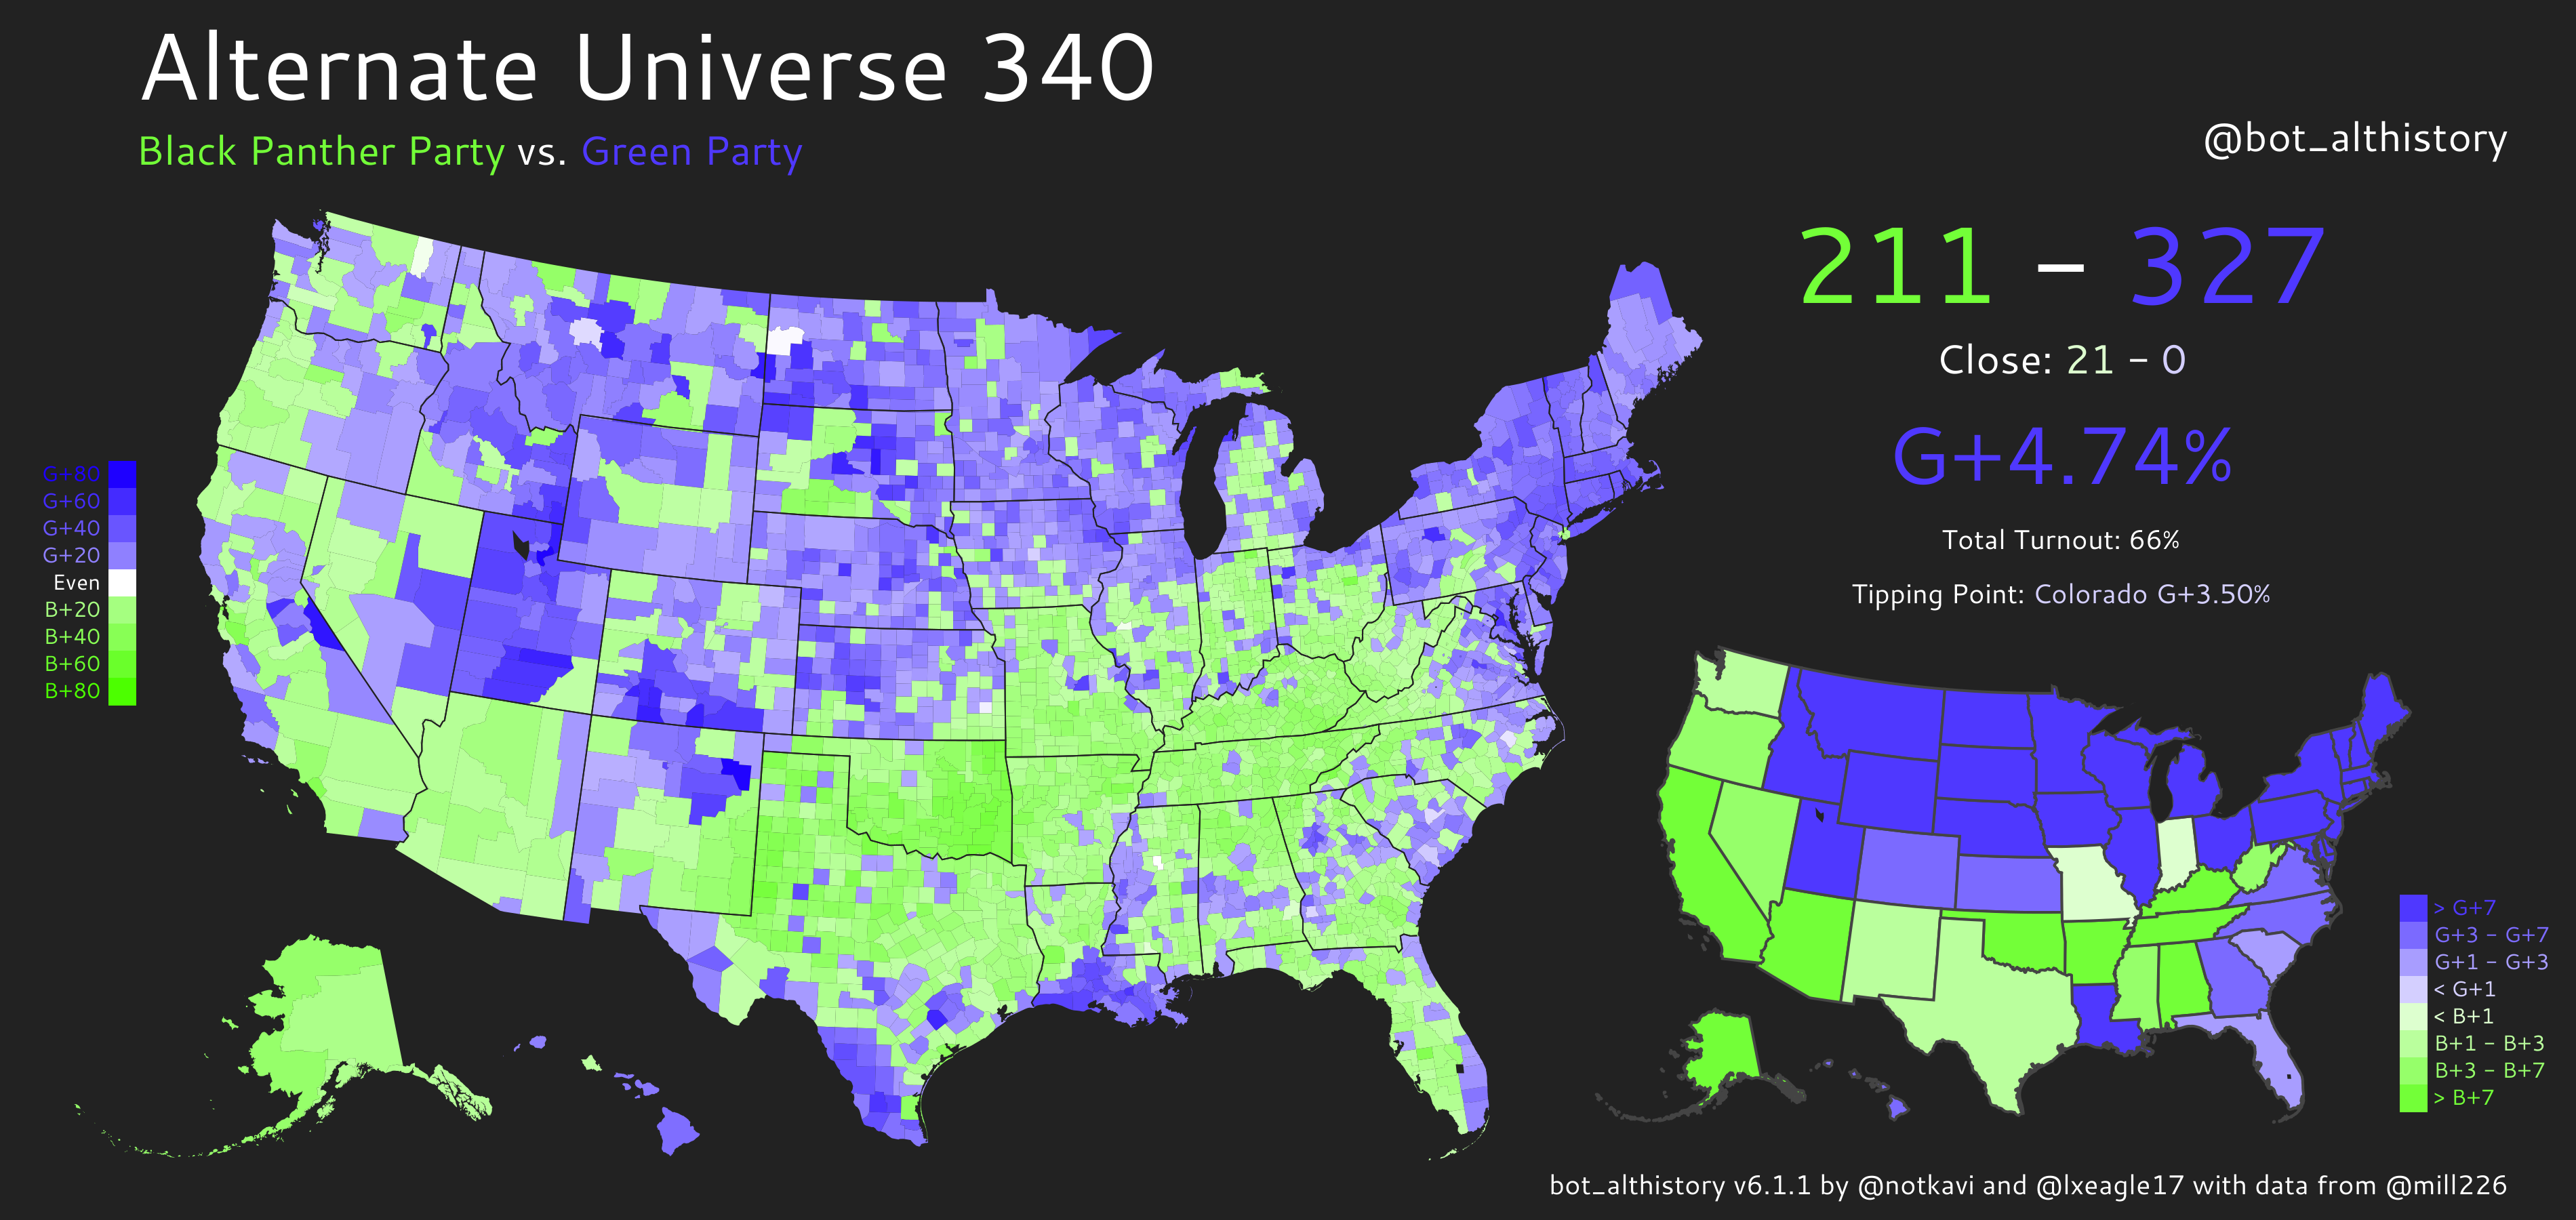 Alternate Universe 340
Black Panther Party vs. Green Party
@bot_althistory
211 – 327
Close: 21 – 0
G+4.74%
Total Turnout: 66%
Tipping Point: Colorado G+3.50%
G+80
G+60
G+40
G+20
Even
B+20
B+40
B+60
B+80
> G+7
G+3 – G+7
G+1 – G+3
< G+1
< B+1
B+1 – B+3
B+3 – B+7
> B+7
bot_althistory v6.1.1 by @notkavi and @lxeagle17 with data from @mill226